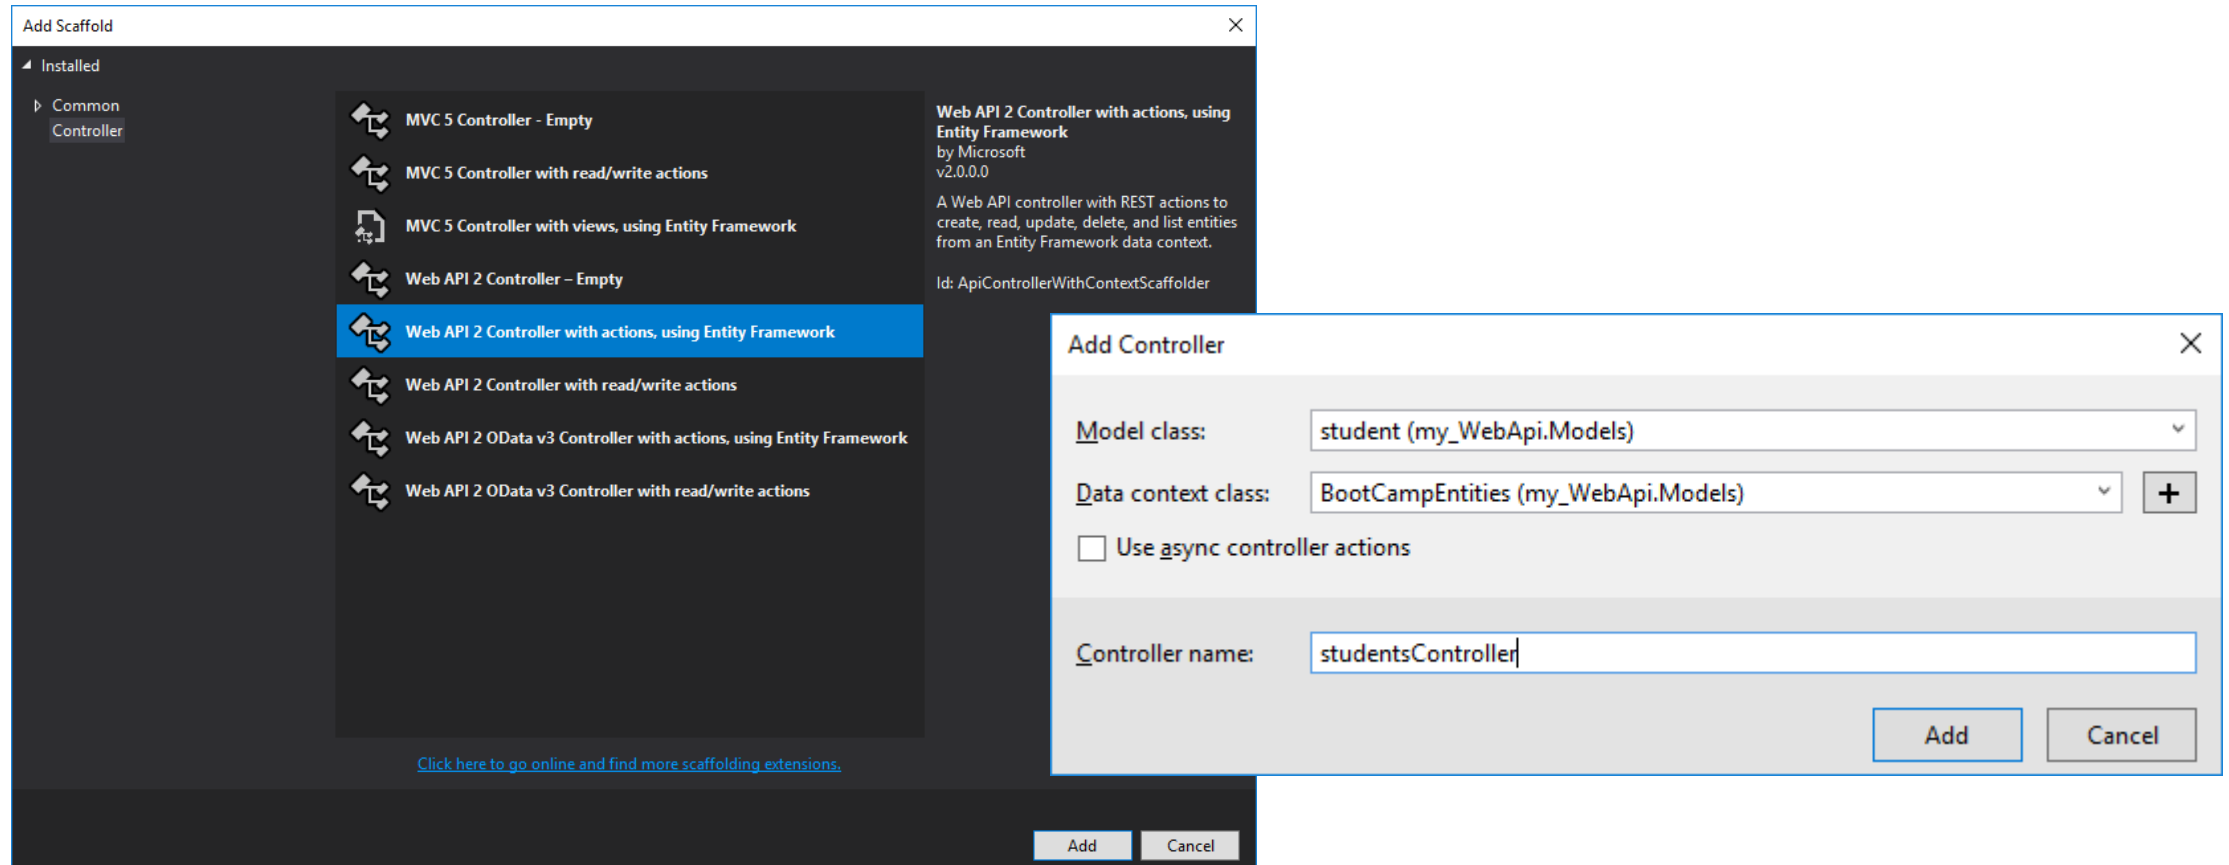 Add Scaffold
Installed
Common
Controller
MVC 5 Controller - Empty
MVC 5 Controller with read/write actions
MVC 5 Controller with views, using Entity Framework
Web API 2 Controller – Empty
Web API 2 Controller with actions, using Entity Framework
Web API 2 Controller with read/write actions
Web API 2 OData v3 Controller with actions, using Entity Framework
Web API 2 OData v3 Controller with read/write actions
Click here to go online and find more scaffolding extensions.
Web API 2 Controller with actions, using
Entity Framework
by Microsoft
v2.0.0.0
A Web API controller with REST actions to
create, read, update, delete, and list entities
from an Entity Framework data context.
Id: ApiControllerWithContextScaffolder
Add
Cancel
Add Controller
Model class:
student (my_WebApi.Models)
Data context class:
BootCampEntities (my_WebApi.Models)
Use async controller actions
Controller name:
studentsController
Add
Cancel